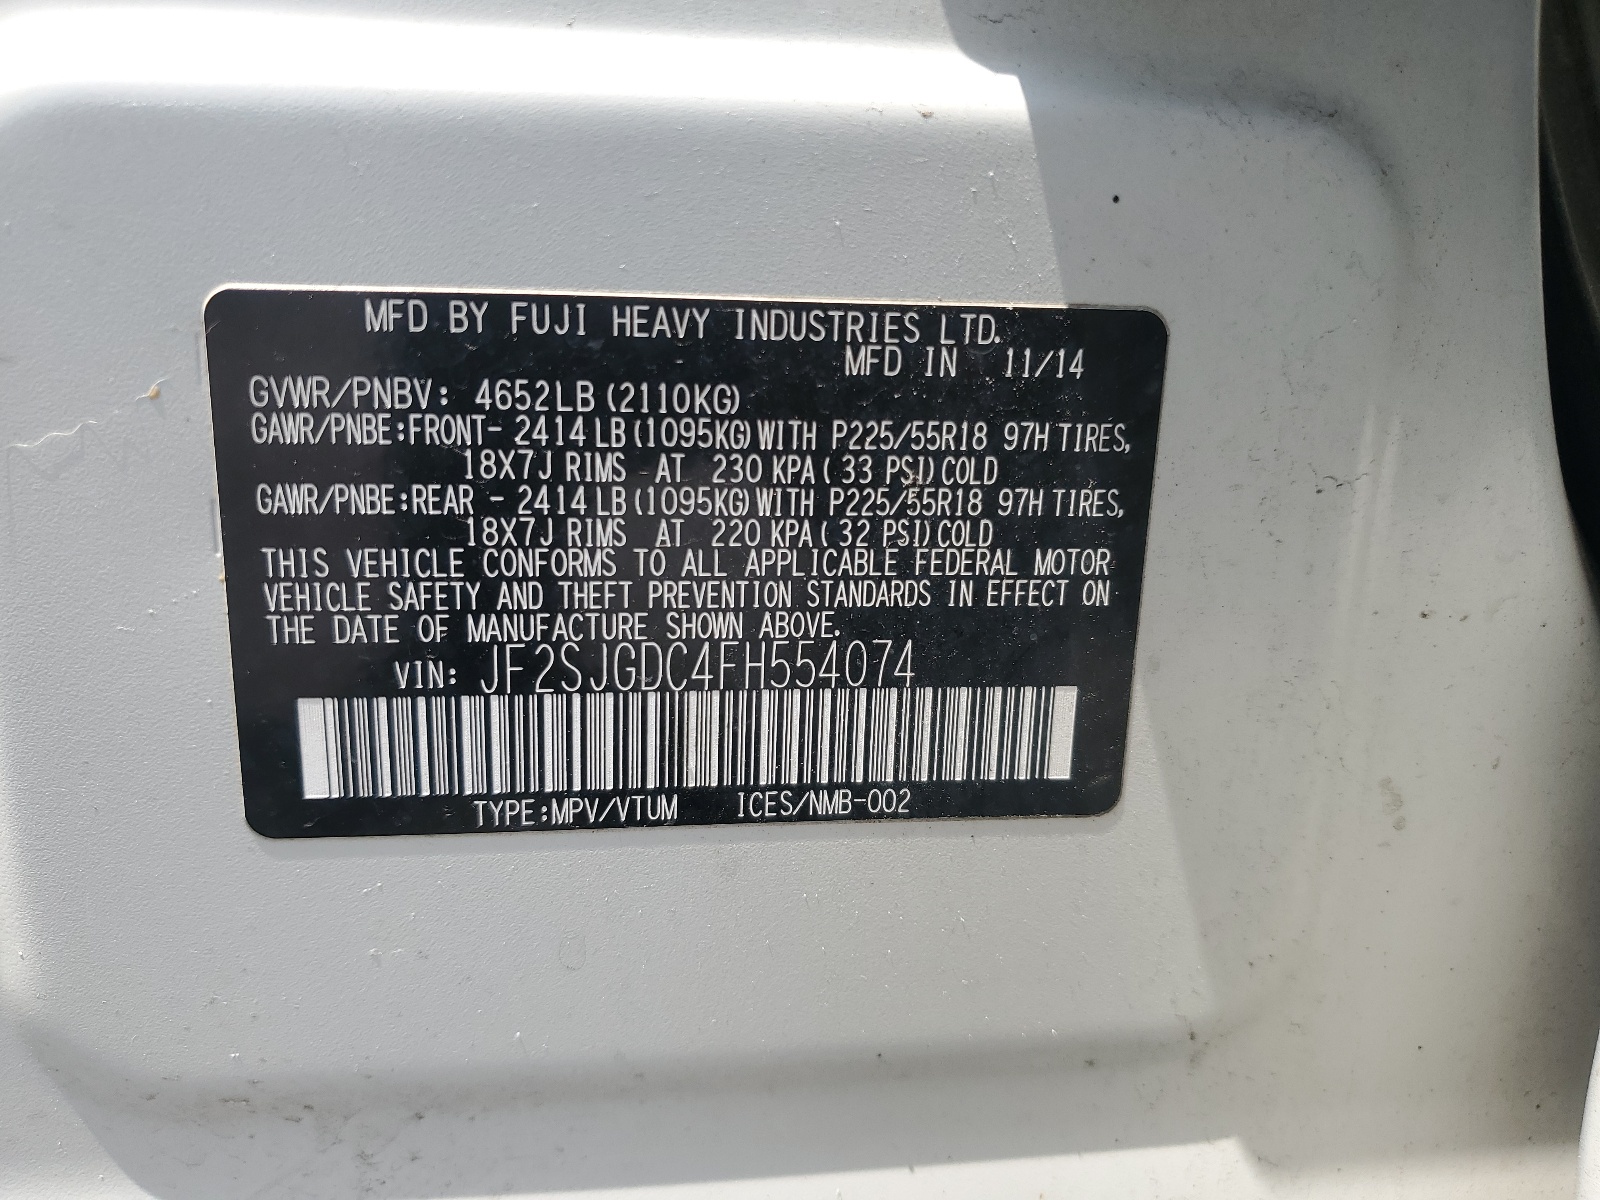 MFD BY FUJI HEAVY INDUSTRIES LTD.
MFD IN 11/14
GVWR/PNBV: 4652LB (2110KG)
GAWR/PNBE:FRONT- 2414 LB (1095KG) WITH P225/55R18 97H TIRES,
18X7J RIMS AT 230 KPA ( 33 PSI) COLD
GAWR/PNBE:REAR - 2414 LB (1095KG) WITH P225/55R18 97H TIRES,
18X7J RIMS AT 220 KPA ( 32 PSI) COLD
THIS VEHICLE CONFORMS TO ALL APPLICABLE FEDERAL MOTOR
VEHICLE SAFETY AND THEFT PREVENTION STANDARDS IN EFFECT ON
THE DATE OF MANUFACTURE SHOWN ABOVE.
VIN: JF2SJGDC4FH554074
TYPE:MPV/VTUM ICES/NMB-002